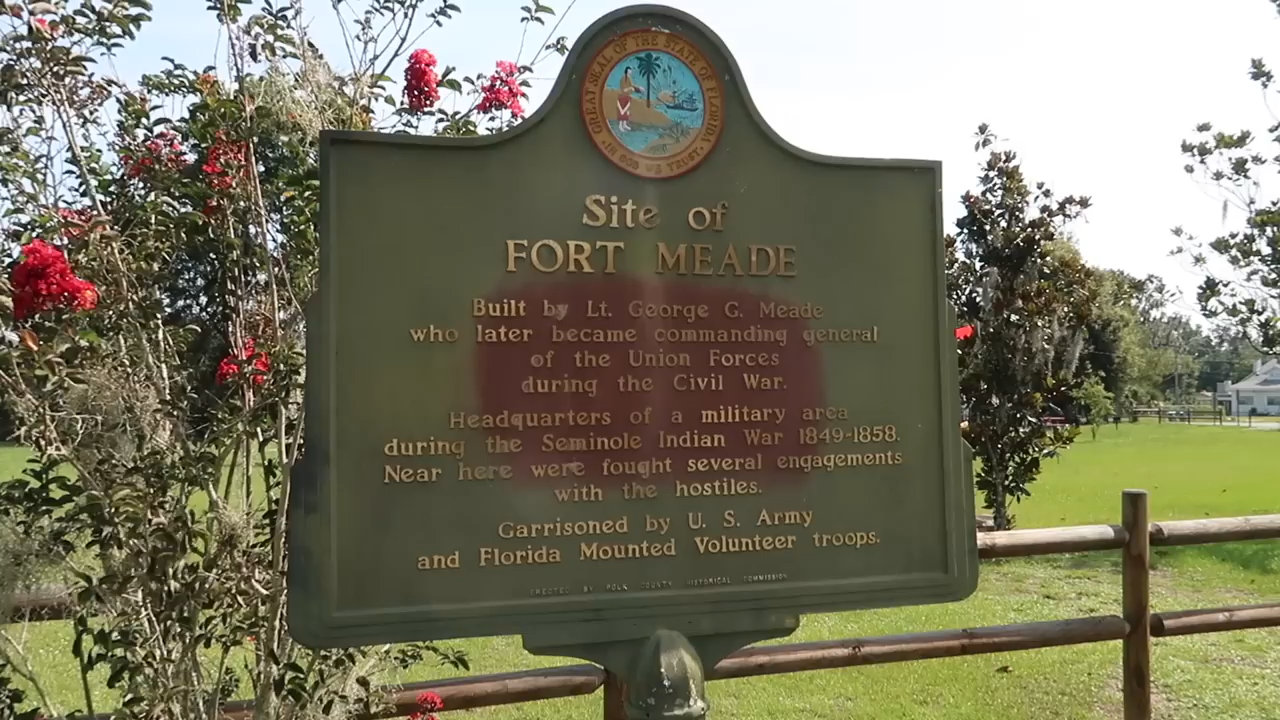 GREAT SEAL OF THE STATE OF FLORIDA
IN GOD WE TRUST
Site of
FORT MEADE
Built by Lt. George G. Meade
who later became commanding general
of the Union Forces
during the Civil War.
Headquarters of a military area
during the Seminole Indian War 1849-1858.
Near here were fought several engagements
with the hostiles.
Garrisoned by U. S. Army
and Florida Mounted Volunteer troops.
ERECTED BY POLK COUNTY HISTORICAL COMMISSION